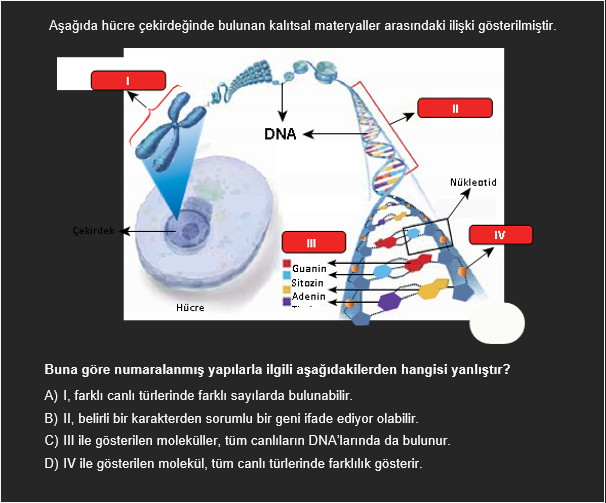 Aşağıda hücre çekirdeğinde bulunan kalıtsal materyaller arasındaki ilişki gösterilmiştir.
I
II
DNA
Nükleotid
Çekirdek
III
IV
Guanin
Sitozin
Adenin
Hücre
Buna göre numaralanmış yapılarla ilgili aşağıdakilerden hangisi yanlıştır?
A) I, farklı canlı türlerinde farklı sayılarda bulunabilir.
B) II, belirli bir karakterden sorumlu bir geni ifade ediyor olabilir.
C) III ile gösterilen moleküller, tüm canlıların DNA'larında da bulunur.
D) IV ile gösterilen molekül, tüm canlı türlerinde farklılık gösterir.